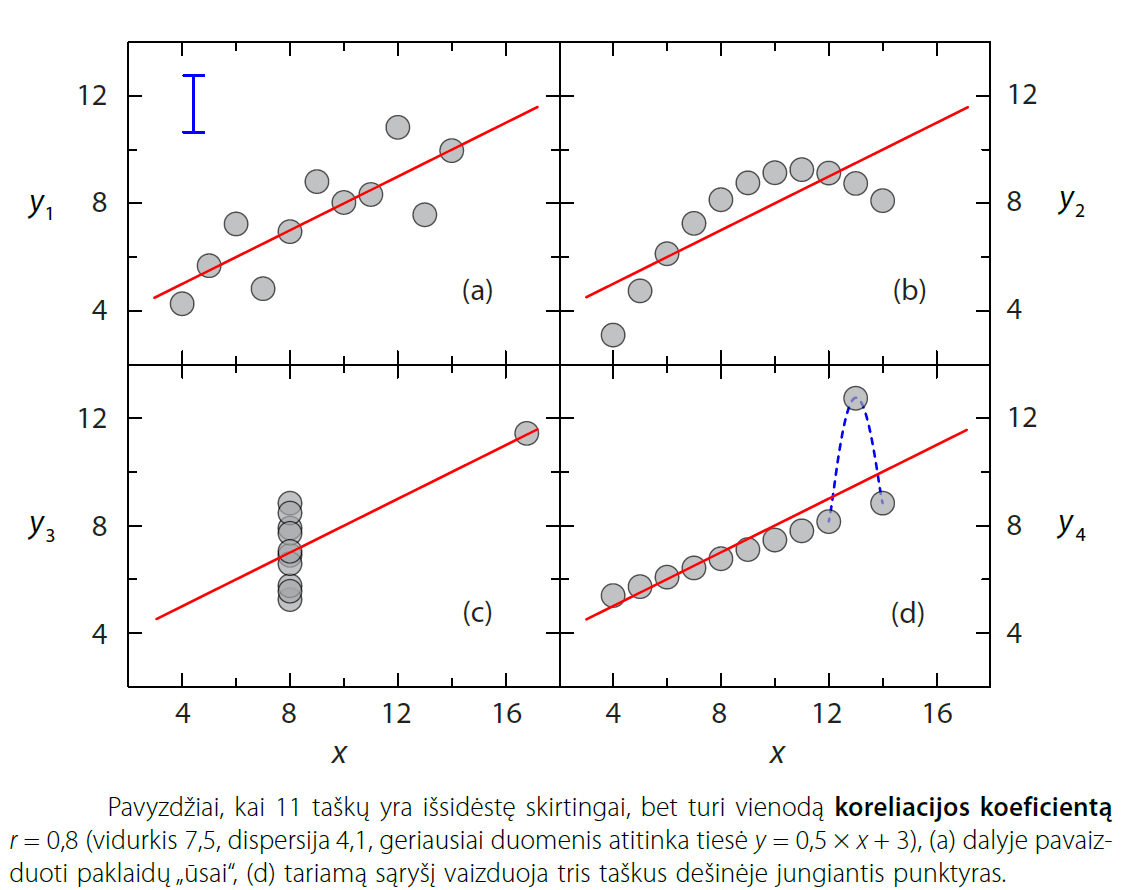 12
12
y1
8
8
y2
(a)
(b)
4
4
12
12
y3
8
8
y4
(c)
(d)
4
4
4
8
12
16
4
8
12
16
x
x
Pavyzdžiai, kai 11 taškų yra išsidėstę skirtingai, bet turi vienodą koreliacijos koeficientą
r = 0,8 (vidurkis 7,5, dispersija 4,1, geriausiai duomenis atitinka tiesė y = 0,5 × x + 3), (a) dalyje pavaiz-
duoti paklaidų „ūsai“, (d) tariamą sąryšį vaizduoja tris taškus dešinėje jungiantis punktyras.